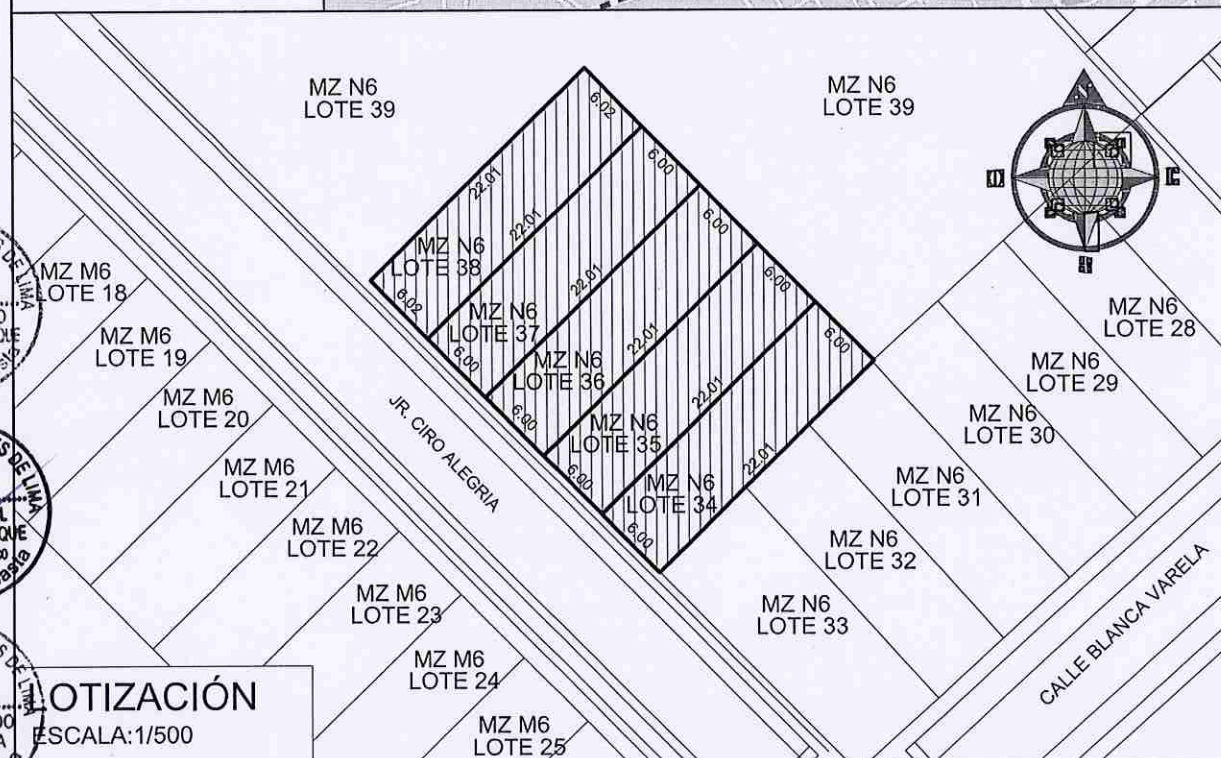 MZ N6
LOTE 39
MZ N6
LOTE 39
N
6.02
22.01
6.00
22.01
6.00
22.01
6.00
22.01
6.00
22.01
22.01
MZ N6
LOTE 38
6.02
MZ N6
LOTE 37
6.00
MZ N6
LOTE 36
6.00
MZ N6
LOTE 35
6.00
MZ N6
LOTE 34
6.00
MZ M6
LOTE 18
MZ M6
LOTE 19
MZ M6
LOTE 20
MZ M6
LOTE 21
MZ M6
LOTE 22
MZ M6
LOTE 23
MZ M6
LOTE 24
MZ M6
LOTE 25
JR. CIRO ALEGRIA
MZ N6
LOTE 28
MZ N6
LOTE 29
MZ N6
LOTE 30
MZ N6
LOTE 31
MZ N6
LOTE 32
MZ N6
LOTE 33
CALLE BLANCA VARELA
DE LIMA
S DE LIMA
QUE
LOTIZACIÓN
ESCALA:1/500